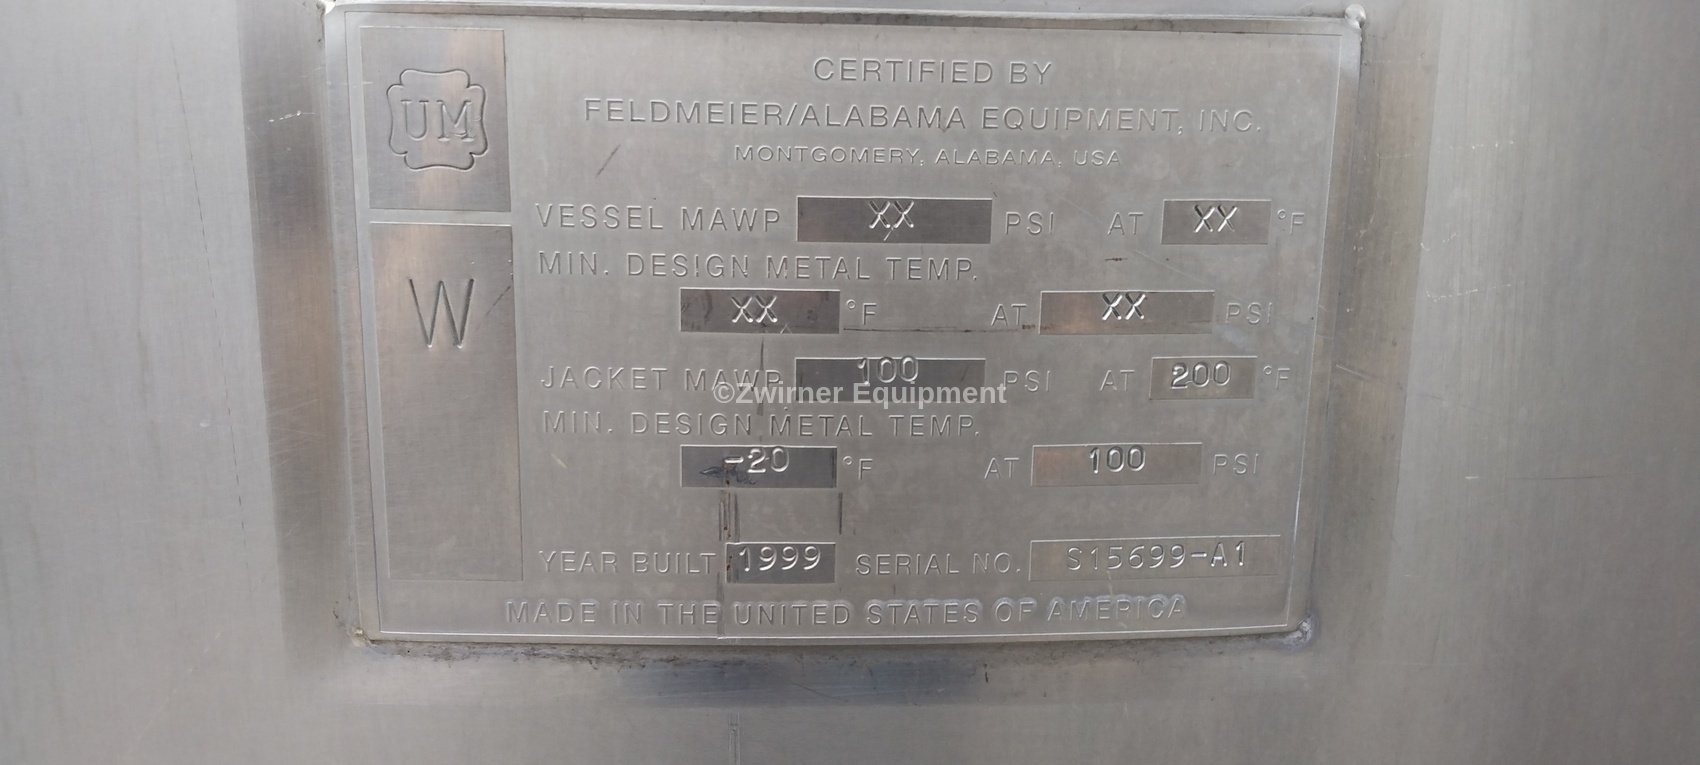 UM
W
CERTIFIED BY
FELDMEIER/ALABAMA EQUIPMENT, INC.
MONTGOMERY, ALABAMA, USA
VESSEL MAWP XX PSI AT XX °F
MIN. DESIGN METAL TEMP.
XX °F AT XX PSI
JACKET MAWP 100 PSI AT 200 °F
©Zwirner Equipment
MIN. DESIGN METAL TEMP.
-20 °F AT 100 PSI
YEAR BUILT 1999 SERIAL NO. S15699-A1
MADE IN THE UNITED STATES OF AMERICA